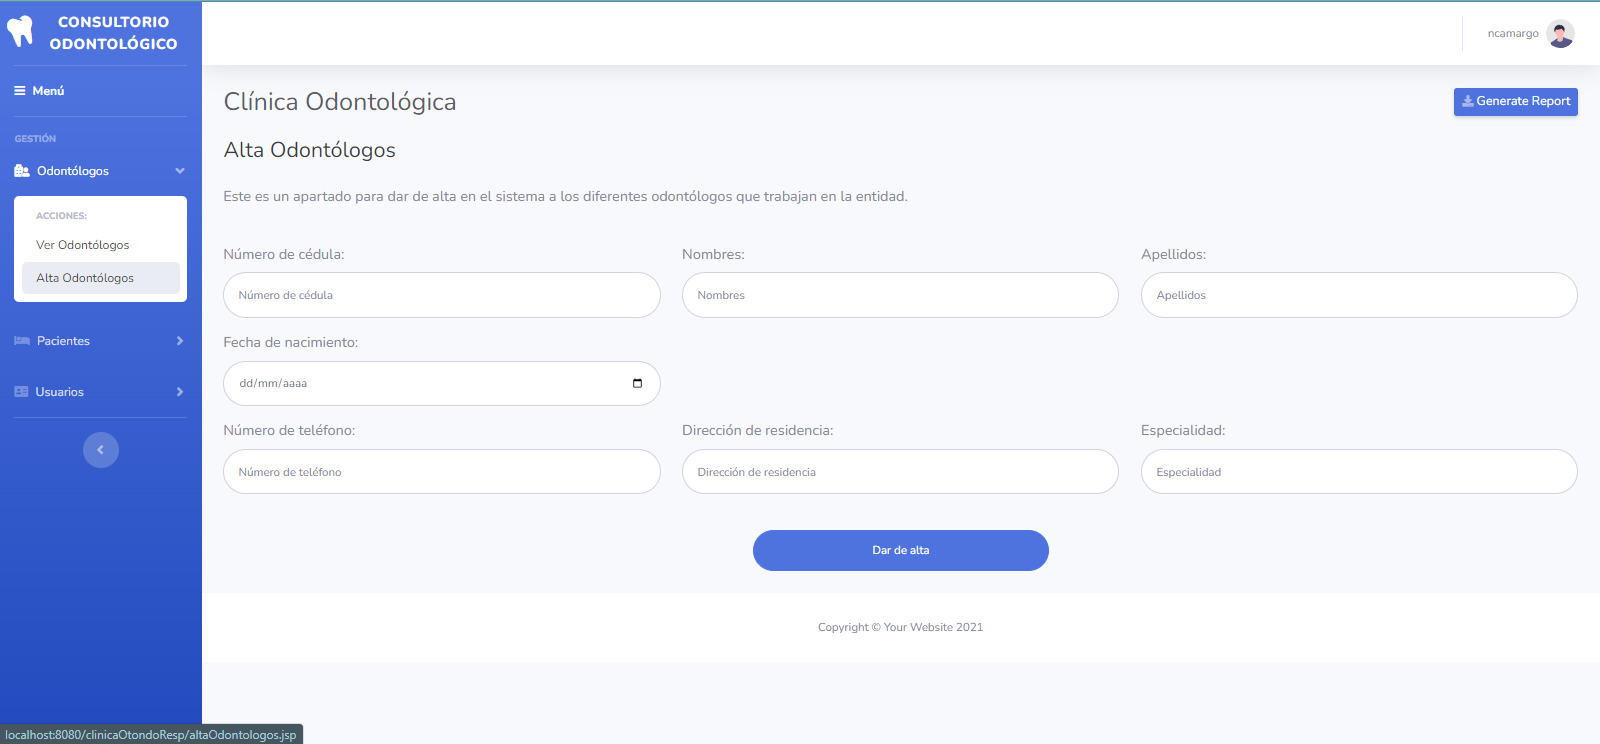 CONSULTORIO
ODONTOLÓGICO
ncamargo
Menú
GESTIÓN
Odontólogos
ACCIONES:
Ver Odontólogos
Alta Odontólogos
Pacientes
Usuarios
Clínica Odontológica
Generate Report
Alta Odontólogos
Este es un apartado para dar de alta en el sistema a los diferentes odontólogos que trabajan en la entidad.
Número de cédula:
Nombres:
Apellidos:
Número de cédula
Nombres
Apellidos
Fecha de nacimiento:
dd/mm/aaaa
Número de teléfono:
Dirección de residencia:
Especialidad:
Número de teléfono
Dirección de residencia
Especialidad
Dar de alta
Copyright © Your Website 2021
localhost:8080/clinicaOtondoResp/altaOdontologos.jsp